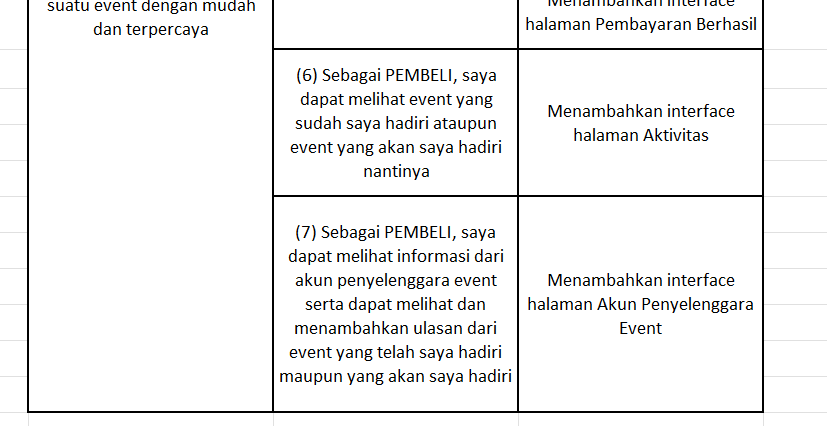 suatu event dengan mudah
dan terpercaya
Menambahkan interface
halaman Pembayaran Berhasil
(6) Sebagai PEMBELI, saya
dapat melihat event yang
sudah saya hadiri ataupun
event yang akan saya hadiri
nantinya
Menambahkan interface
halaman Aktivitas
(7) Sebagai PEMBELI, saya
dapat melihat informasi dari
akun penyelenggara event
serta dapat melihat dan
menambahkan ulasan dari
event yang telah saya hadiri
maupun yang akan saya hadiri
Menambahkan interface
halaman Akun Penyelenggara
Event